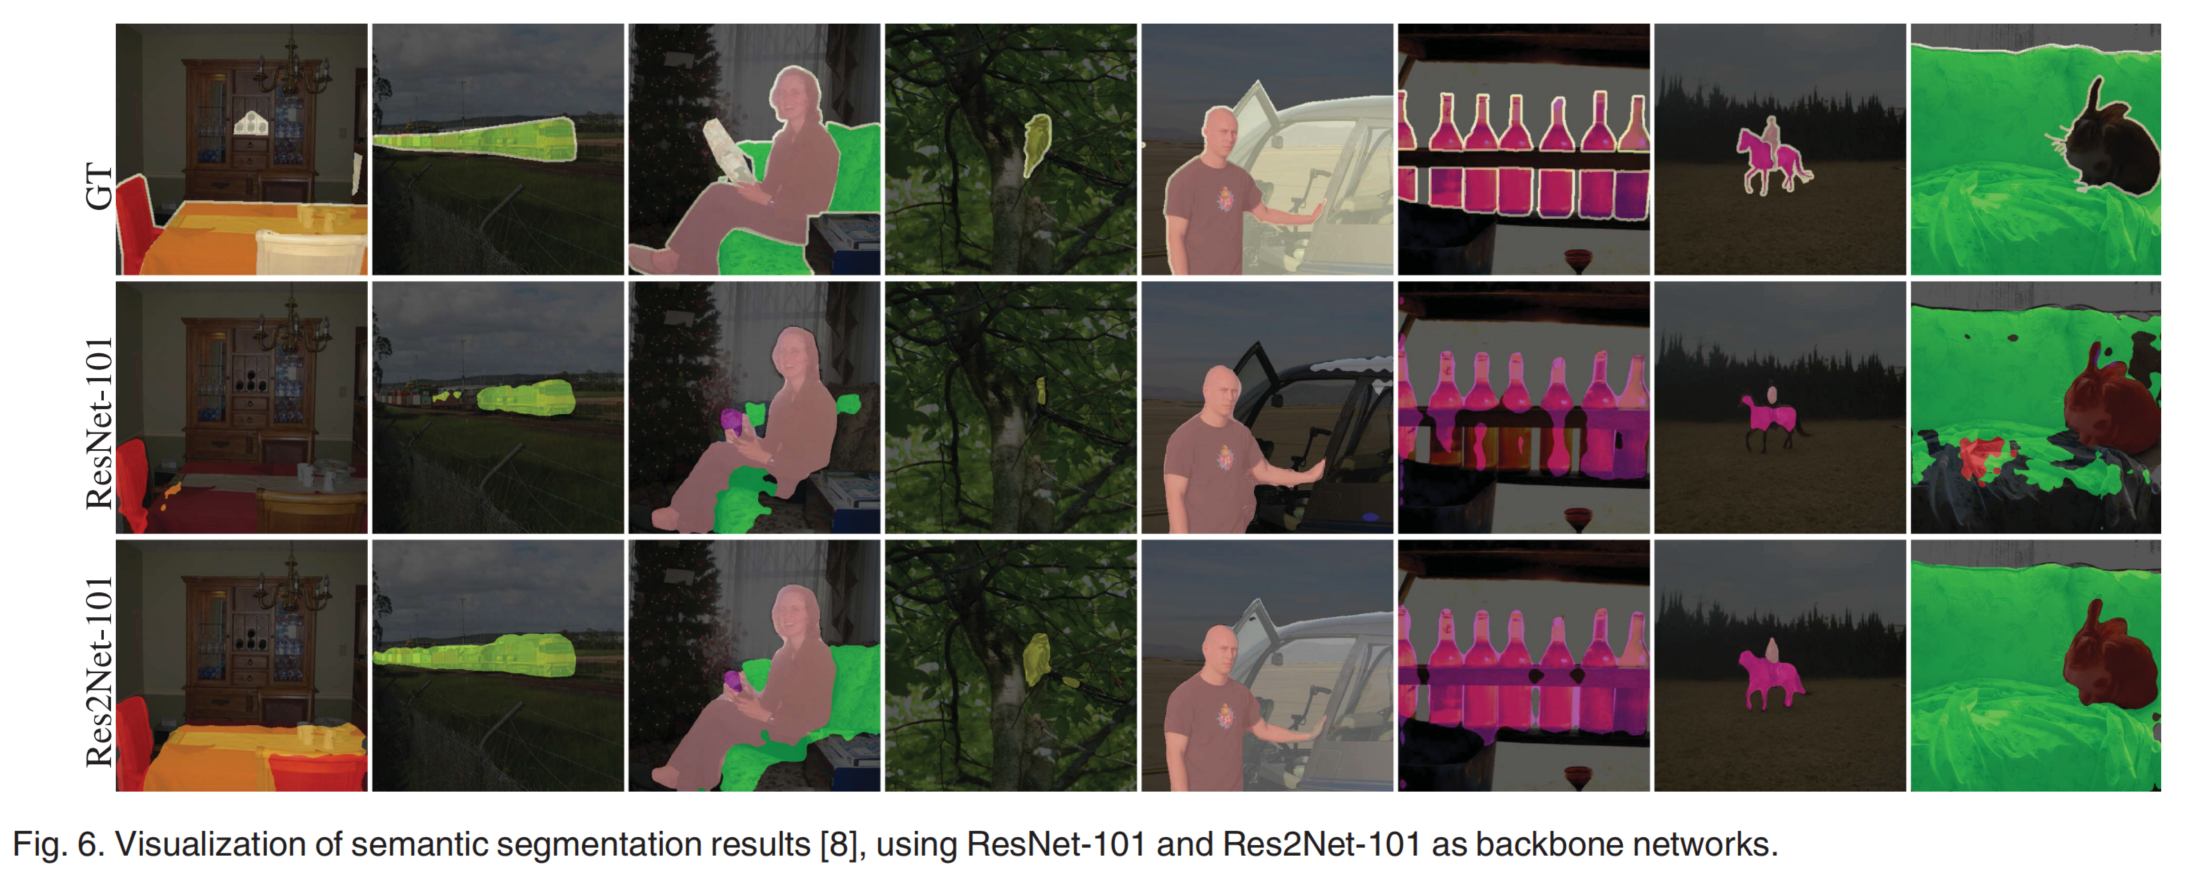 GT
ResNet-101
Res2Net-101
Fig. 6. Visualization of semantic segmentation results [8], using ResNet-101 and Res2Net-101 as backbone networks.